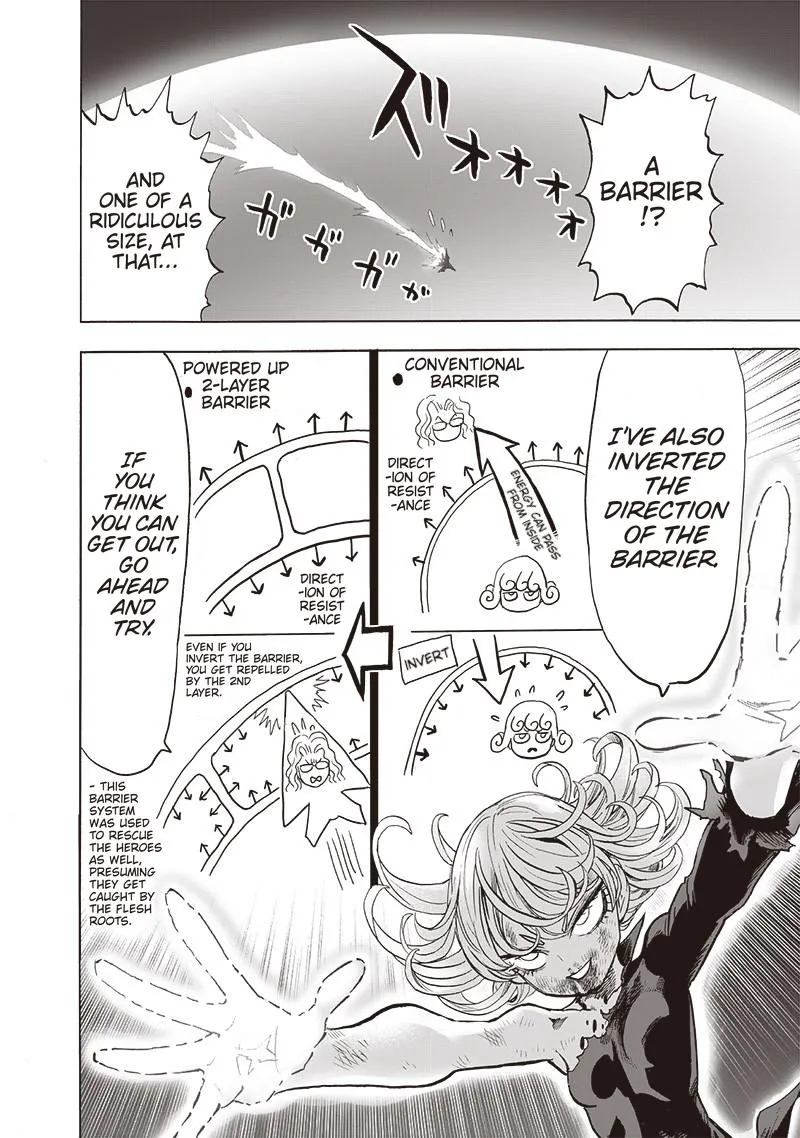 A
BARRIER
!?
ズ
オ
オ
オ
オ
ガ
ガ
ガ
ガ
AND
ONE OF A
RIDICULOUS
SIZE, AT
THAT...
I'VE ALSO
INVERTED
THE
DIRECTION
OF THE
BARRIER.
● CONVENTIONAL
BARRIER
DIRECT
-ION OF
RESIST
-ANCE
ENERGY CAN PASS
FROM INSIDE
INVERT
● POWERED UP
2-LAYER
BARRIER
DIRECT
-ION OF
RESIST
-ANCE
EVEN IF YOU
INVERT THE BARRIER,
YOU GET REPELLED
BY THE 2ND
LAYER.
IF
YOU
THINK
YOU CAN
GET OUT,
GO
AHEAD
AND
TRY.
- THIS
BARRIER
SYSTEM
WAS USED
TO RESCUE
THE HEROES
AS WELL,
PRESUMING
THEY GET
CAUGHT BY
THE FLESH
ROOTS.